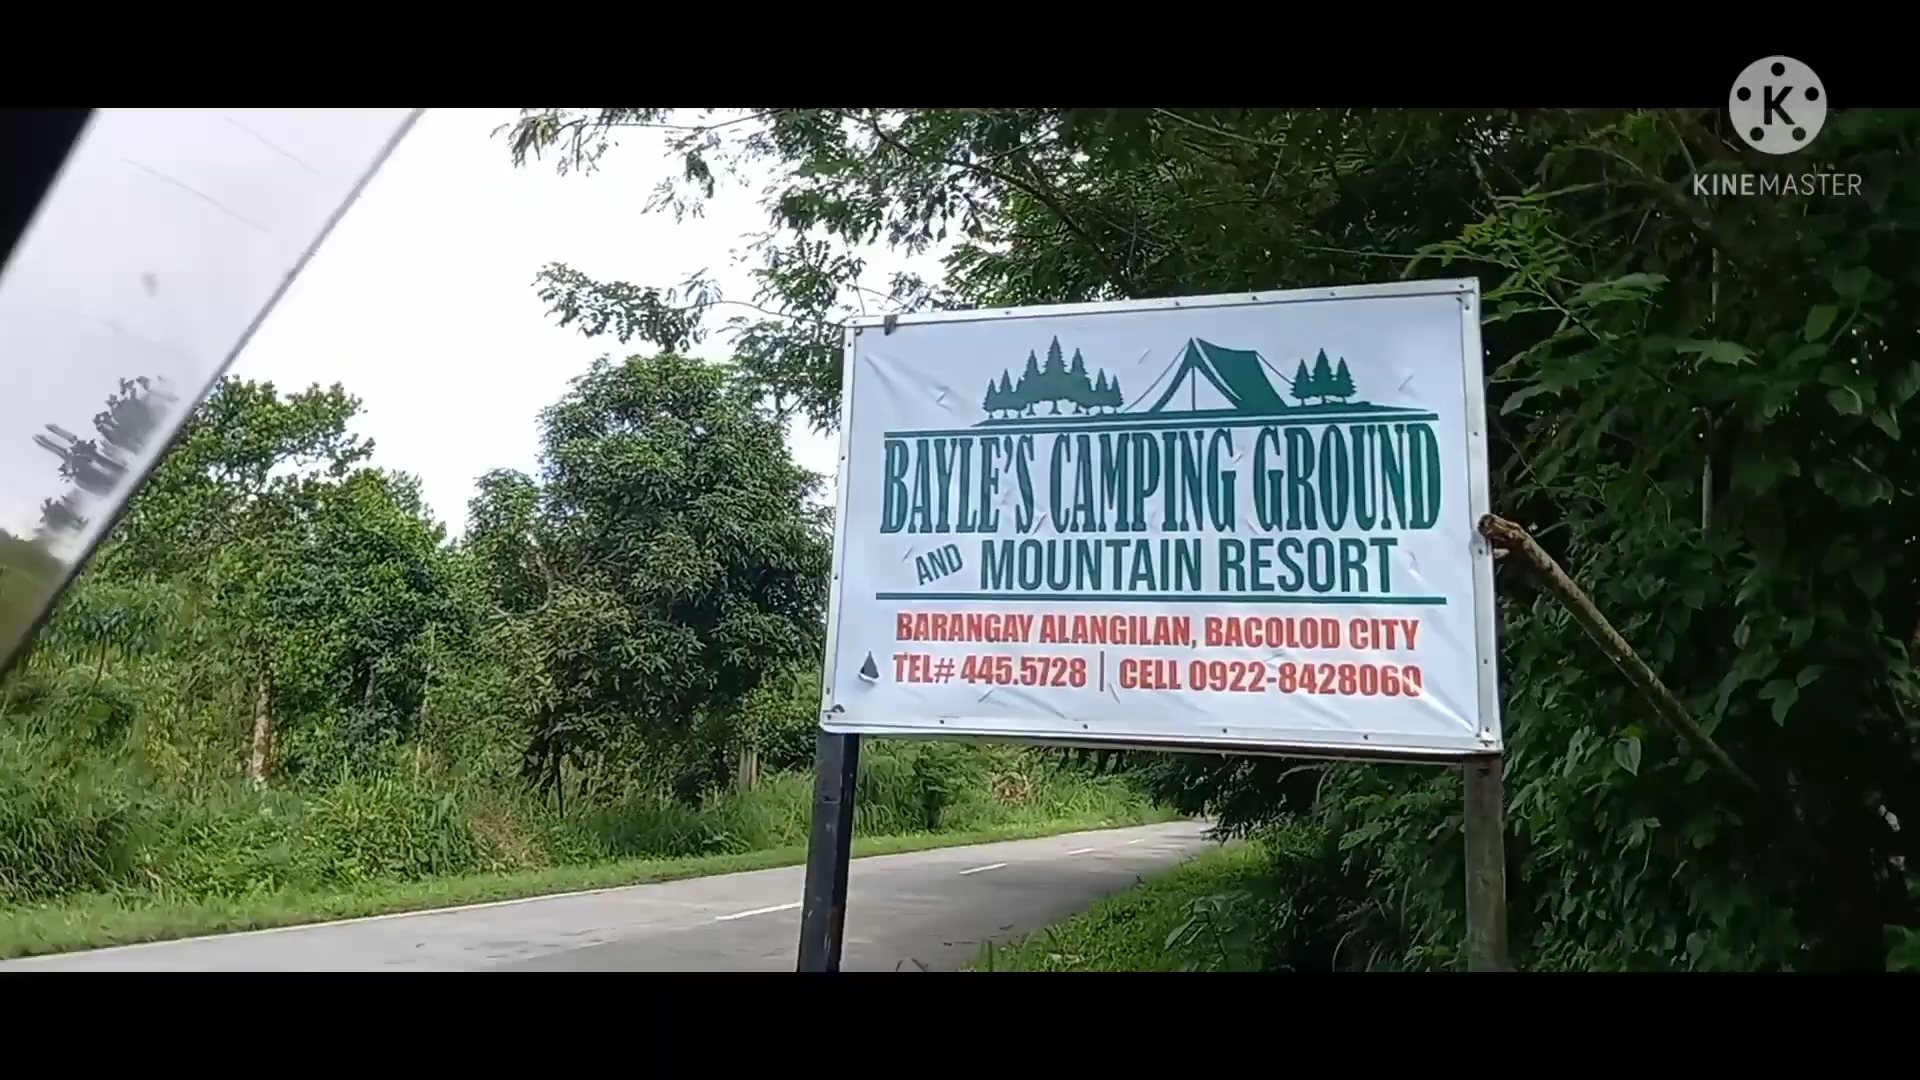 K
KINEMASTER
BAYLE'S CAMPING GROUND
AND MOUNTAIN RESORT
BARANGAY ALANGILAN, BACOLOD CITY
TEL# 445.5728 | CELL 0922-8428060